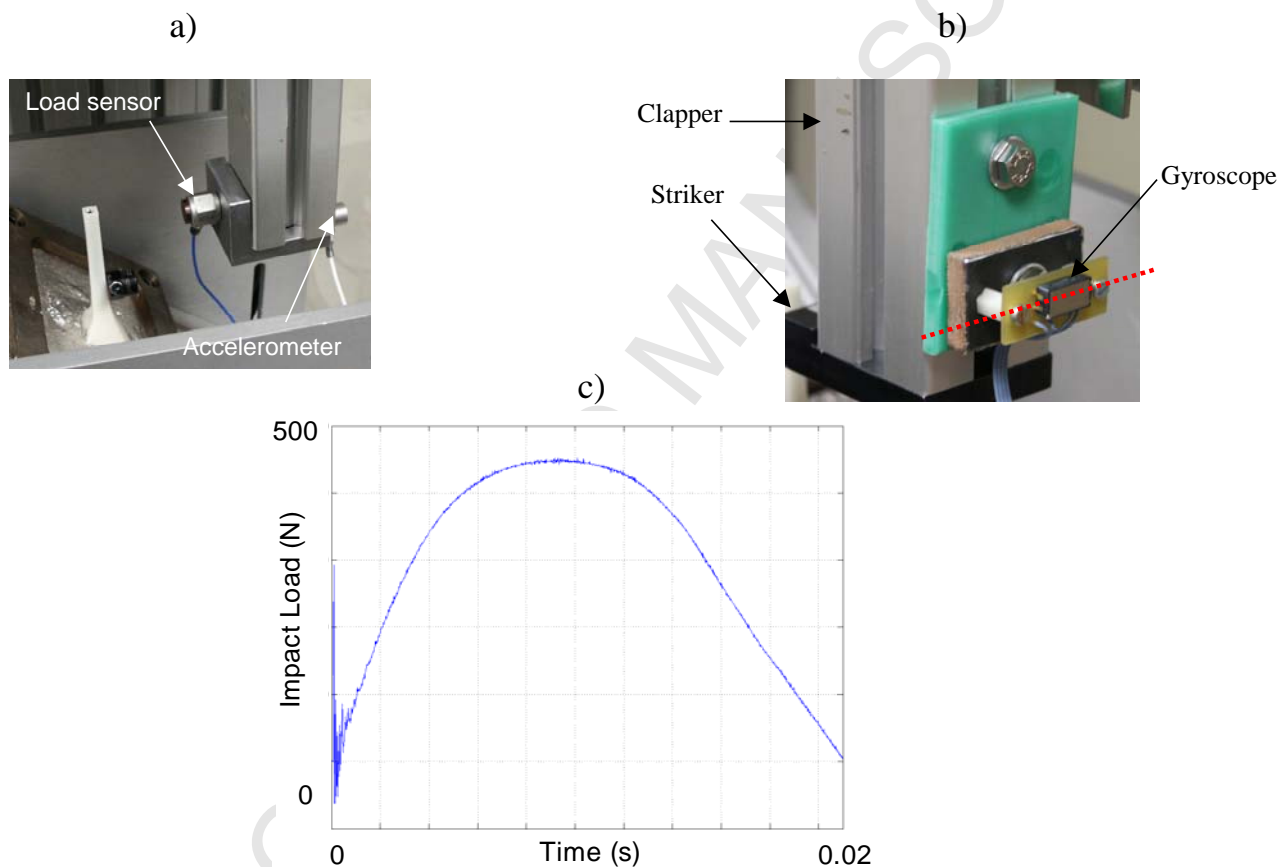 a)
b)
Load sensor
Accelerometer
Clapper
Striker
Gyroscope
c)
500
Impact Load (N)
0
0
Time (s)
0.02